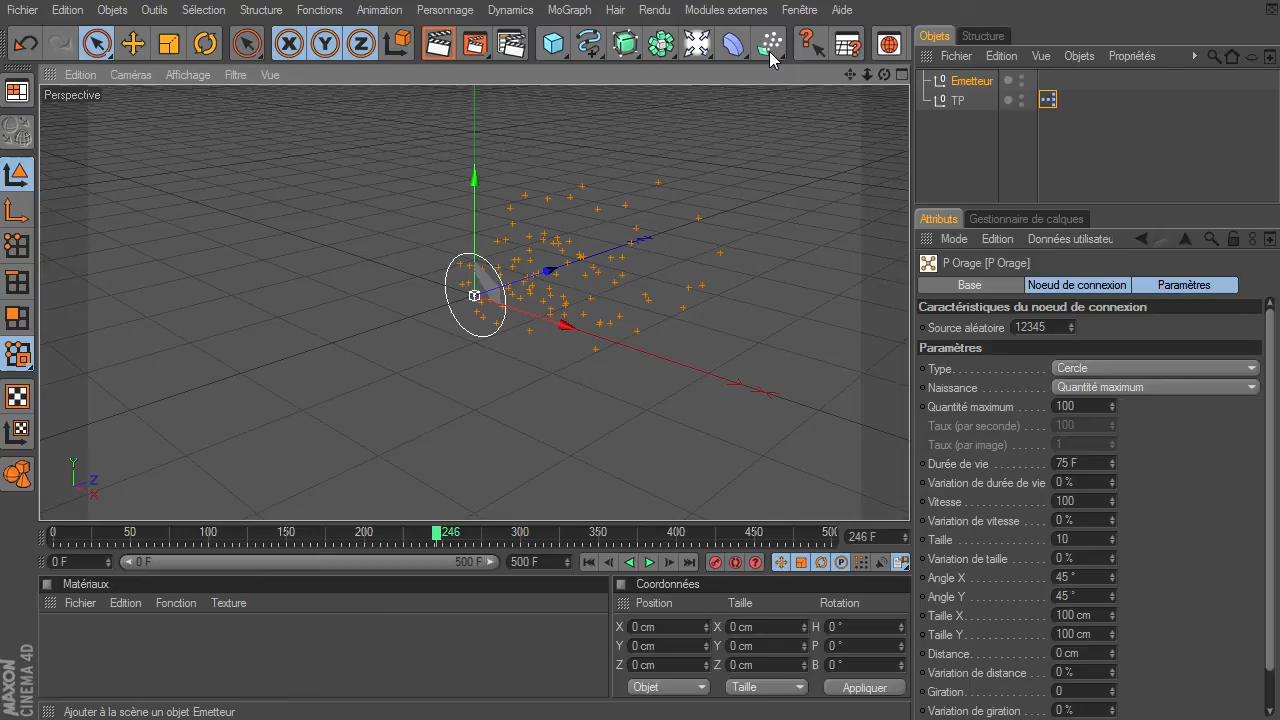 Fichier Edition Objets Outils Sélection Structure Fonctions Animation Personnage Dynamics MoGraph Hair Rendu Modules externes Fenêtre Aide
Objets Structure
Fichier Edition Vue Objets Propriétés
Edition Caméras Affichage Filtre Vue
Perspective
Emetteur
TP
Attributs Gestionnaire de calques
Mode Edition Données utilisateu
P Orage [P Orage]
Base Noeud de connexion Paramètres
Caractéristiques du noeud de connexion
Source aléatoire 12345
Paramètres
Type Cercle
Naissance Quantité maximum
Quantité maximum 100
Taux (par seconde) 100
Taux (par image) 1
Durée de vie 75 F
Variation de durée de vie 0 %
Vitesse 100
Variation de vitesse 0 %
Taille 10
Variation de taille 0 %
Angle X 45 °
Angle Y 45 °
Taille X 100 cm
Taille Y 100 cm
Distance 0 cm
Variation de distance 0 %
Giration 0
Variation de giration 0 %
Y
Z
X
0 50 100 150 200 246 300 350 400 450 500
246 F
0 F 0 F 500 F 500 F
Matériaux
Fichier Edition Fonction Texture
Coordonnées
Position Taille Rotation
X 0 cm X 0 cm H 0 °
Y 0 cm Y 0 cm P 0 °
Z 0 cm Z 0 cm B 0 °
Objet Taille Appliquer
MAXON
CINEMA 4D
Ajouter à la scène un objet Emetteur